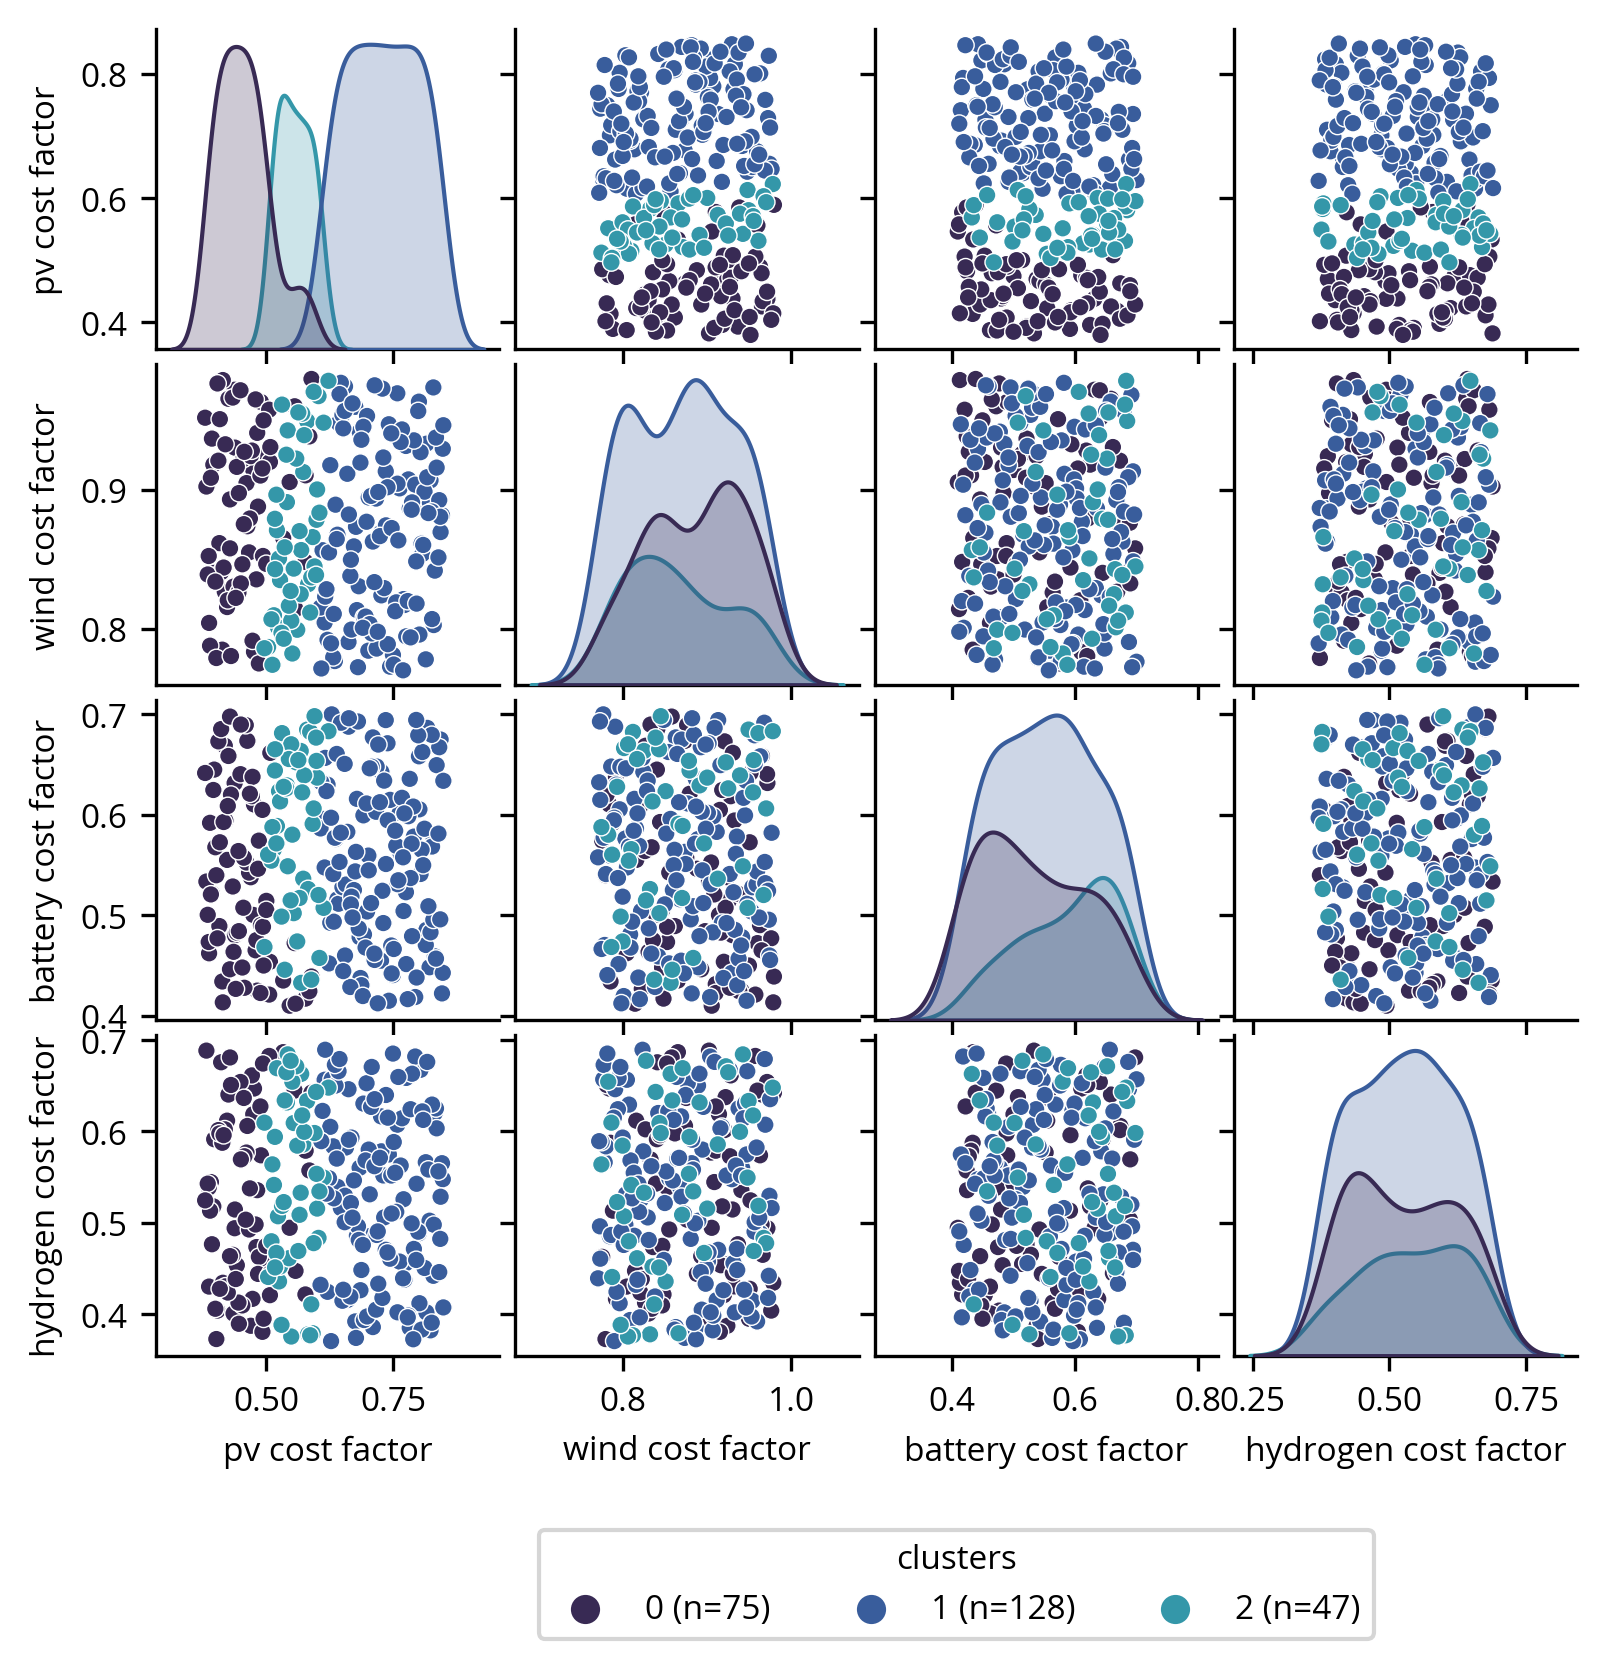 pv cost factor
0.8
0.6
0.4
wind cost factor
0.9
0.8
battery cost factor
0.7
0.6
0.5
0.4
hydrogen cost factor
0.7
0.6
0.5
0.4
0.50 0.75 0.8 1.0 0.4 0.6 0.8 0.25 0.50 0.75
pv cost factor wind cost factor battery cost factor hydrogen cost factor
clusters
0 (n=75) 1 (n=128) 2 (n=47)